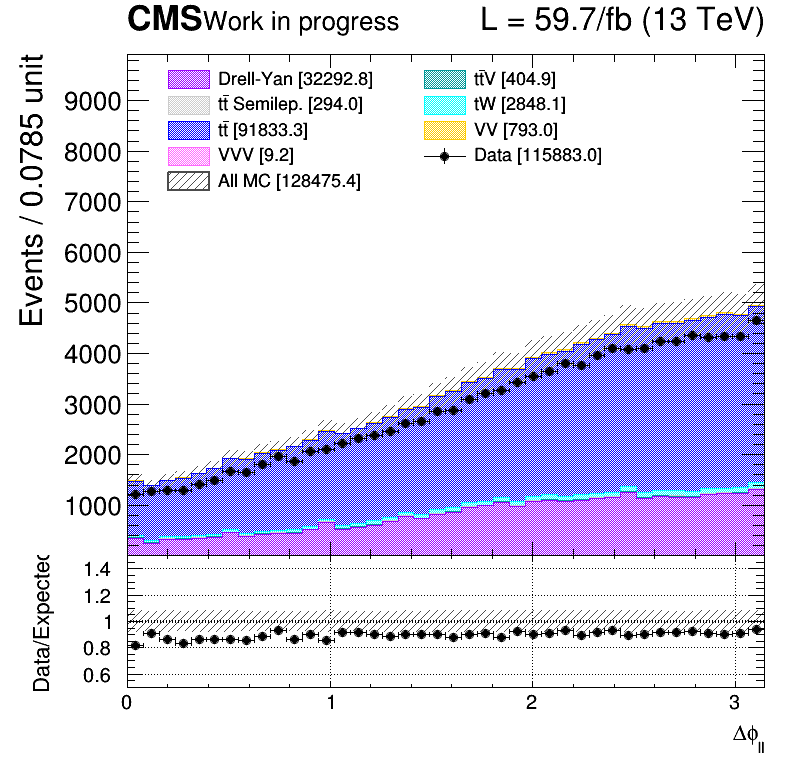 CMS Work in progress L = 59.7/fb (13 TeV)
Events / 0.0785 unit
Drell-Yan [32292.8]
tt̄ Semilep. [294.0]
tt̄ [91833.3]
VVV [9.2]
All MC [128475.4]
tt̄V [404.9]
tW [2848.1]
VV [793.0]
Data [115883.0]
9000
8000
7000
6000
5000
4000
3000
2000
1000
Data/Expected
1.4
1.2
1
0.8
0.6
0 1 2 3
Δϕ_ll